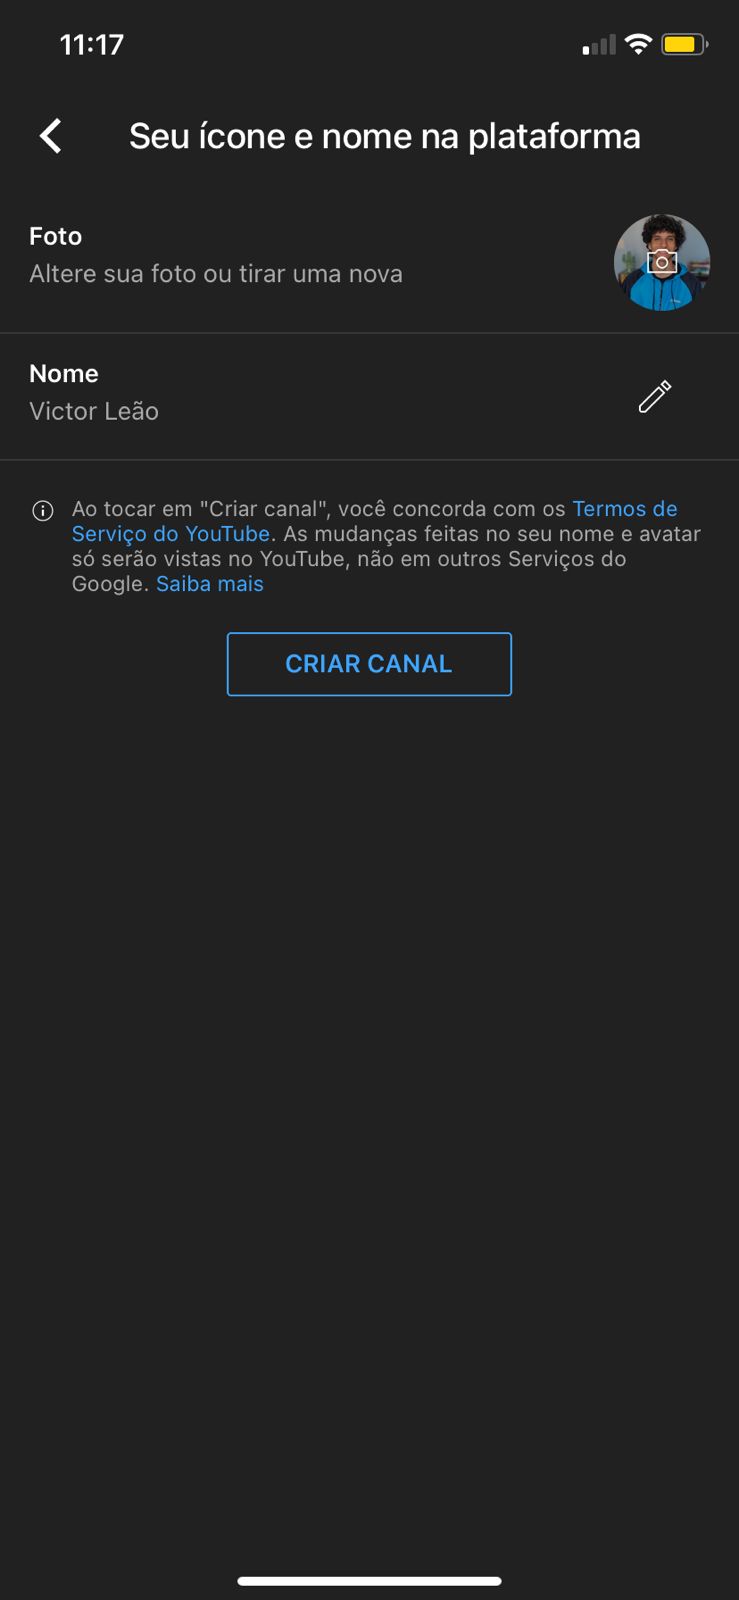 11:17
Seu ícone e nome na plataforma
Foto
Altere sua foto ou tirar uma nova
Nome
Victor Leão
Ao tocar em "Criar canal", você concorda com os Termos de
Serviço do YouTube. As mudanças feitas no seu nome e avatar
só serão vistas no YouTube, não em outros Serviços do
Google. Saiba mais
CRIAR CANAL